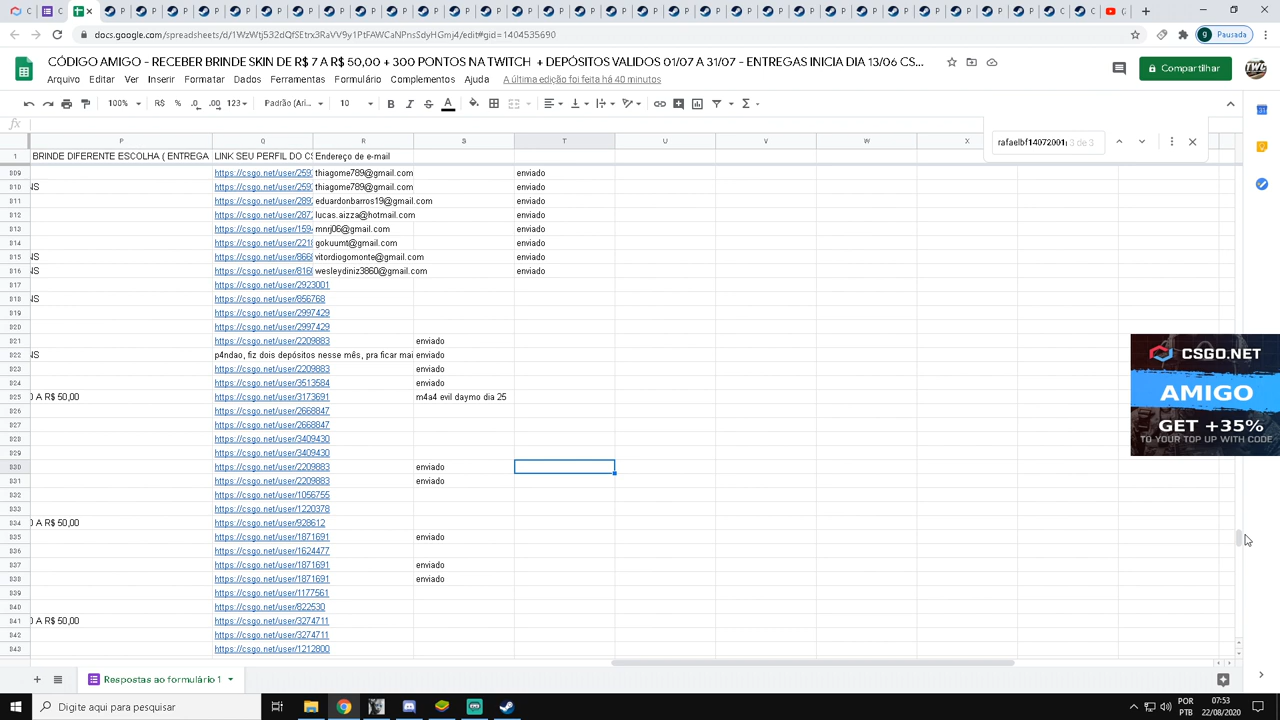 Pausada
docs.google.com/spreadsheets/d/1WzWtj532dQfSEtrx3RaVV9y1PtFAWCaNPnsSdyHGmj4/edit#gid=1404535690
CÓDIGO AMIGO - RECEBER BRINDE SKIN DE R$ 7 A R$ 50,00 + 300 PONTOS NA TWITCH + DEPÓSITOS VALIDOS 01/07 A 31/07 - ENTREGAS INICIA DIA 13/06 CS...
Arquivo Editar Ver Inserir Formatar Dados Ferramentas Formulário Complementos Ajuda A última edição foi feita há 40 minutos
Compartilhar
100% R$ % .0 .00 123 Padrão (Ari... 10
rafaelbf14072001 3 de 3
P Q R S T U V W X
1 BRINDE DIFERENTE ESCOLHA ( ENTREGA LINK SEU PERFIL DO CS Endereço de e-mail
https://csgo.net/user/259 thiagome789@gmail.com enviado
NS https://csgo.net/user/259 thiagome789@gmail.com enviado
https://csgo.net/user/289 eduardonbarros19@gmail.com enviado
https://csgo.net/user/287 lucas.aizza@hotmail.com enviado
https://csgo.net/user/159 mnrj06@gmail.com enviado
https://csgo.net/user/221 gokuumt@gmail.com enviado
NS https://csgo.net/user/866 vitordiogomonte@gmail.com enviado
NS https://csgo.net/user/816 wesleydiniz3860@gmail.com enviado
https://csgo.net/user/2923001
NS https://csgo.net/user/856768
https://csgo.net/user/2997429
https://csgo.net/user/2997429
https://csgo.net/user/2209883 enviado
NS p4ndao, fiz dois depósitos nesse mês, pra ficar mai enviado
https://csgo.net/user/2209883 enviado
https://csgo.net/user/3513584 enviado
0 A R$ 50,00 https://csgo.net/user/3173691 m4a4 evil daymo dia 25
https://csgo.net/user/2668847
https://csgo.net/user/2668847
https://csgo.net/user/3409430
https://csgo.net/user/3409430
https://csgo.net/user/2209883 enviado
https://csgo.net/user/2209883 enviado
https://csgo.net/user/1056755
https://csgo.net/user/1220378
0 A R$ 50,00 https://csgo.net/user/928612
https://csgo.net/user/1871691 enviado
https://csgo.net/user/1624477
https://csgo.net/user/1871691 enviado
https://csgo.net/user/1871691 enviado
https://csgo.net/user/1177561
https://csgo.net/user/822530
0 A R$ 50,00 https://csgo.net/user/3274711
https://csgo.net/user/3274711
https://csgo.net/user/1212800
CSGO.NET
AMIGO
GET +35%
TO YOUR TOP UP WITH CODE
Respostas ao formulário 1
Digite aqui para pesquisar
POR
PTB
07:53
22/08/2020